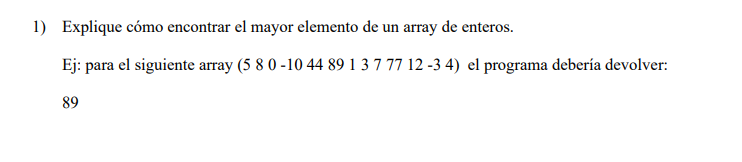 1) Explique cómo encontrar el mayor elemento de un array de enteros.
Ej: para el siguiente array (5 8 0 -10 44 89 1 3 7 77 12 -3 4) el programa debería devolver:
89